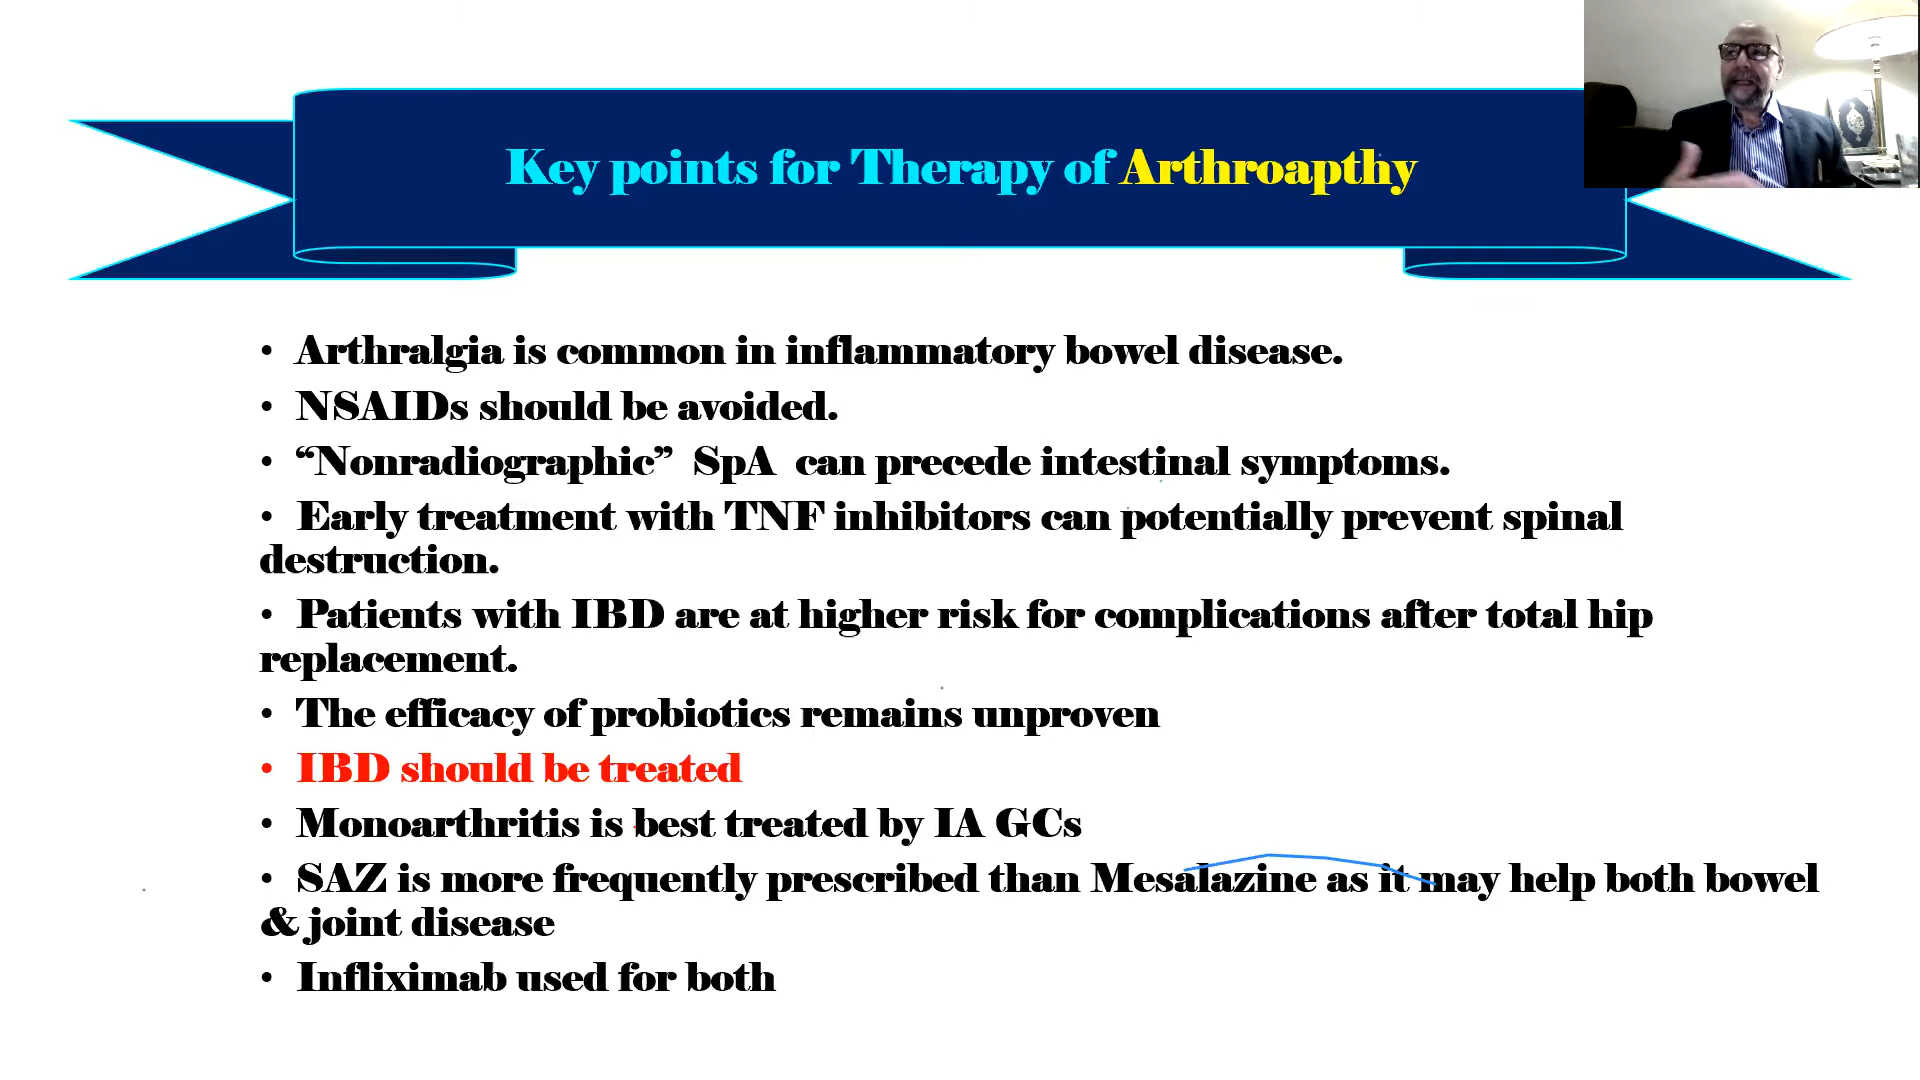 Key points for Therapy of Arthroapthy
• Arthralgia is common in inflammatory bowel disease.
• NSAIDs should be avoided.
• “Nonradiographic” SpA can precede intestinal symptoms.
• Early treatment with TNF inhibitors can potentially prevent spinal
destruction.
• Patients with IBD are at higher risk for complications after total hip
replacement.
• The efficacy of probiotics remains unproven
• IBD should be treated
• Monoarthritis is best treated by IA GCs
• SAZ is more frequently prescribed than Mesalazine as it may help both bowel
& joint disease
• Infliximab used for both